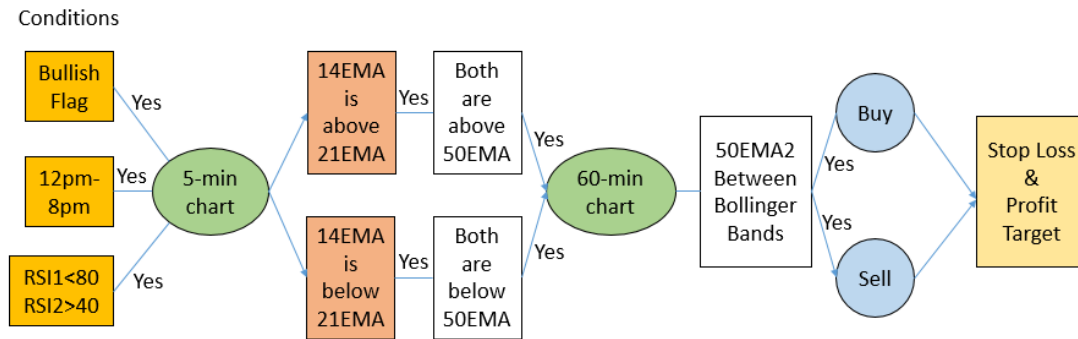 Conditions
Bullish
Flag
Yes
12pm-
8pm
Yes
RSI1<80
RSI2>40
Yes
5-min
chart
14EMA
is
above
21EMA
Yes
Both
are
above
50EMA
Yes
14EMA
is
below
21EMA
Yes
Both
are
below
50EMA
Yes
60-min
chart
50EMA2
Between
Bollinger
Bands
Yes
Buy
Yes
Sell
Stop Loss
&
Profit
Target